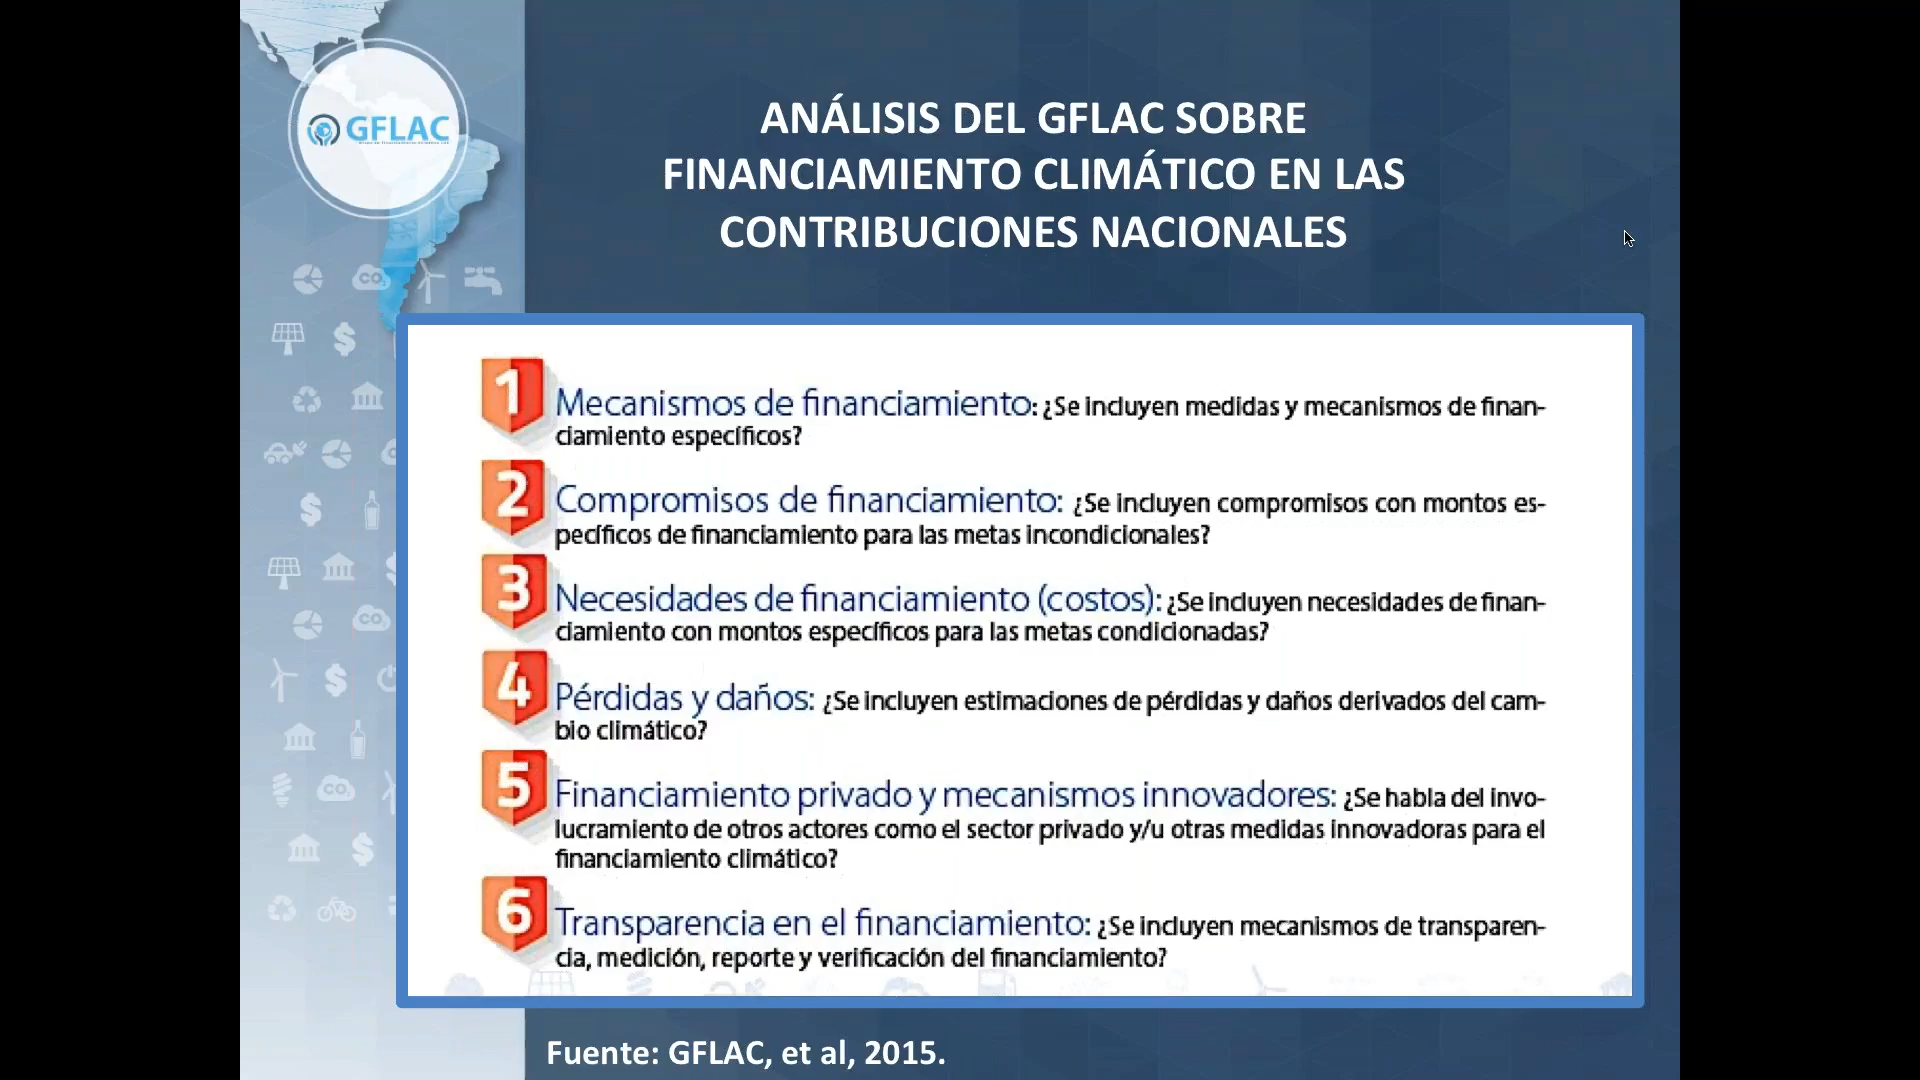 GFLAC
ANÁLISIS DEL GFLAC SOBRE
FINANCIAMIENTO CLIMÁTICO EN LAS
CONTRIBUCIONES NACIONALES
1
Mecanismos de financiamiento: ¿Se incluyen medidas y mecanismos de finan-
ciamiento específicos?
2
Compromisos de financiamiento: ¿Se incluyen compromisos con montos es-
pecíficos de financiamiento para las metas incondicionales?
3
Necesidades de financiamiento (costos): ¿Se incluyen necesidades de finan-
ciamiento con montos específicos para las metas condicionadas?
4
Pérdidas y daños: ¿Se incluyen estimaciones de pérdidas y daños derivados del cam-
bio climático?
5
Financiamiento privado y mecanismos innovadores: ¿Se habla del invo-
lucramiento de otros actores como el sector privado y/u otras medidas innovadoras para el
financiamiento climático?
6
Transparencia en el financiamiento: ¿Se incluyen mecanismos de transparen-
cia, medición, reporte y verificación del financiamiento?
Fuente: GFLAC, et al, 2015.